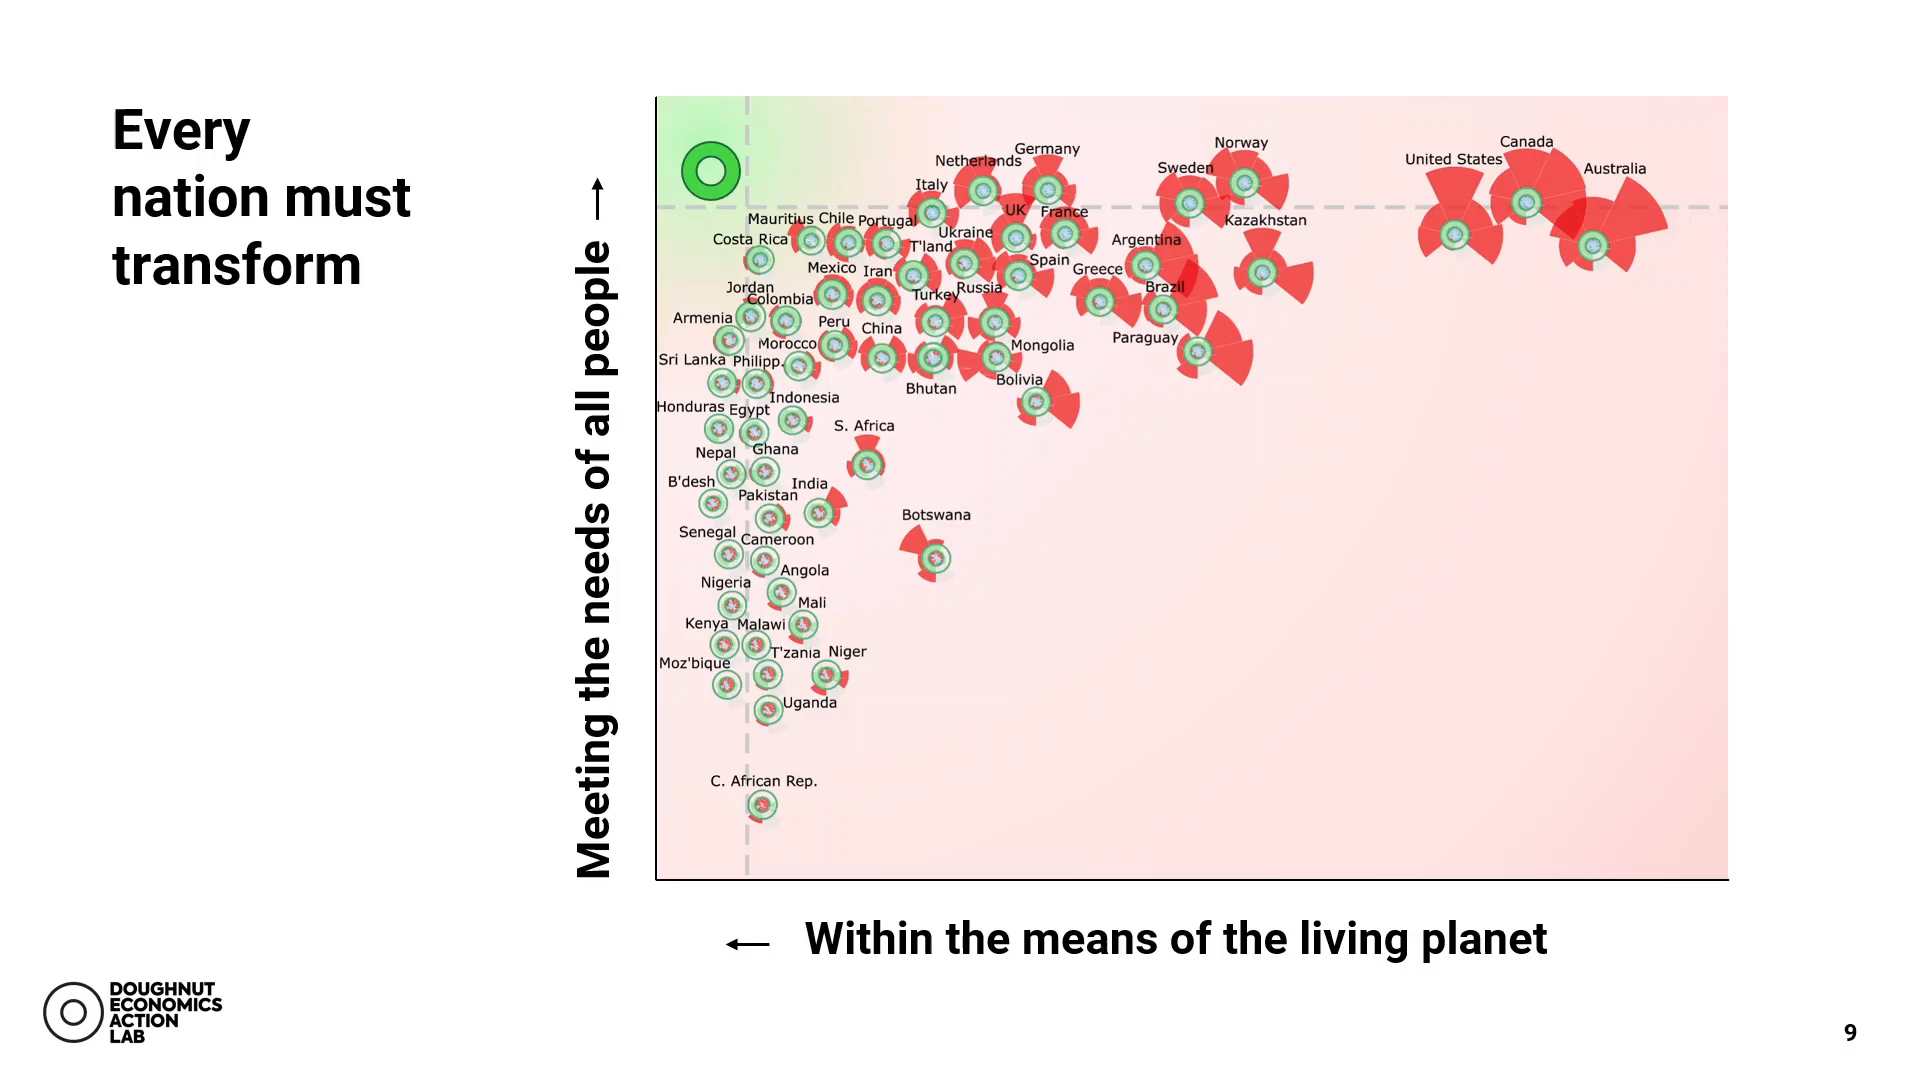 Every
nation must
transform
Meeting the needs of all people
Canada
Norway
Germany
United States
Netherlands
Sweden
Australia
Italy
UK
France
Kazakhstan
Mauritius
Chile
Portugal
Ukraine
Costa Rica
T'land
Argentina
Spain
Mexico
Iran
Greece
Jordan
Colombia
Turkey
Russia
Brazil
Armenia
Peru
China
Paraguay
Morocco
Mongolia
Sri Lanka
Philipp.
Bhutan
Bolivia
Indonesia
Honduras
Egypt
S. Africa
Nepal
Ghana
B'desh
India
Pakistan
Botswana
Senegal
Cameroon
Angola
Nigeria
Mali
Kenya
Malawi
T'zania
Niger
Moz'bique
Uganda
C. African Rep.
Within the means of the living planet
DOUGHNUT
ECONOMICS
ACTION
LAB
9